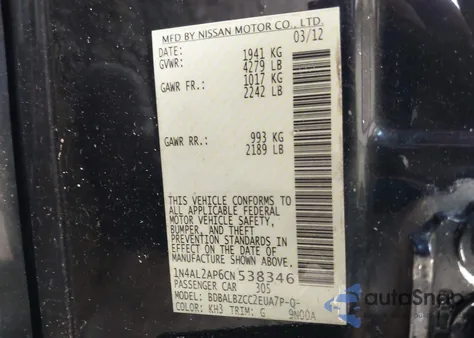 MFD BY NISSAN MOTOR CO., LTD.
DATE: 03/12
GVWR: 1941 KG
4279 LB
GAWR FR.: 1017 KG
2242 LB
GAWR RR.: 993 KG
2189 LB
THIS VEHICLE CONFORMS TO
ALL APPLICABLE FEDERAL
MOTOR VEHICLE SAFETY,
BUMPER, AND THEFT
PREVENTION STANDARDS IN
EFFECT ON THE DATE OF
MANUFACTURE SHOWN ABOVE.
1N4AL2AP6CN538346
PASSENGER CAR 305
MODEL: BDBALBZCC2EUA7P-Q-
COLOR: KH3 TRIM: G 9N00A
autoSnap